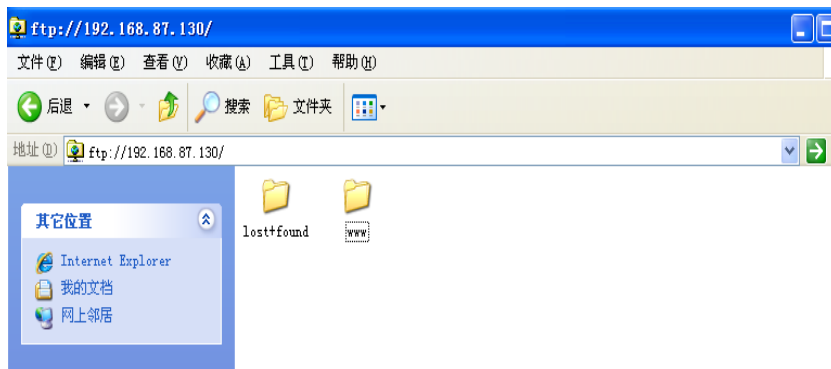 ftp://192.168.87.130/
文件(F) 编辑(E) 查看(V) 收藏(A) 工具(T) 帮助(H)
后退 搜索 文件夹
地址(D) ftp://192.168.87.130/
其它位置
Internet Explorer
我的文档
网上邻居
lost+found www